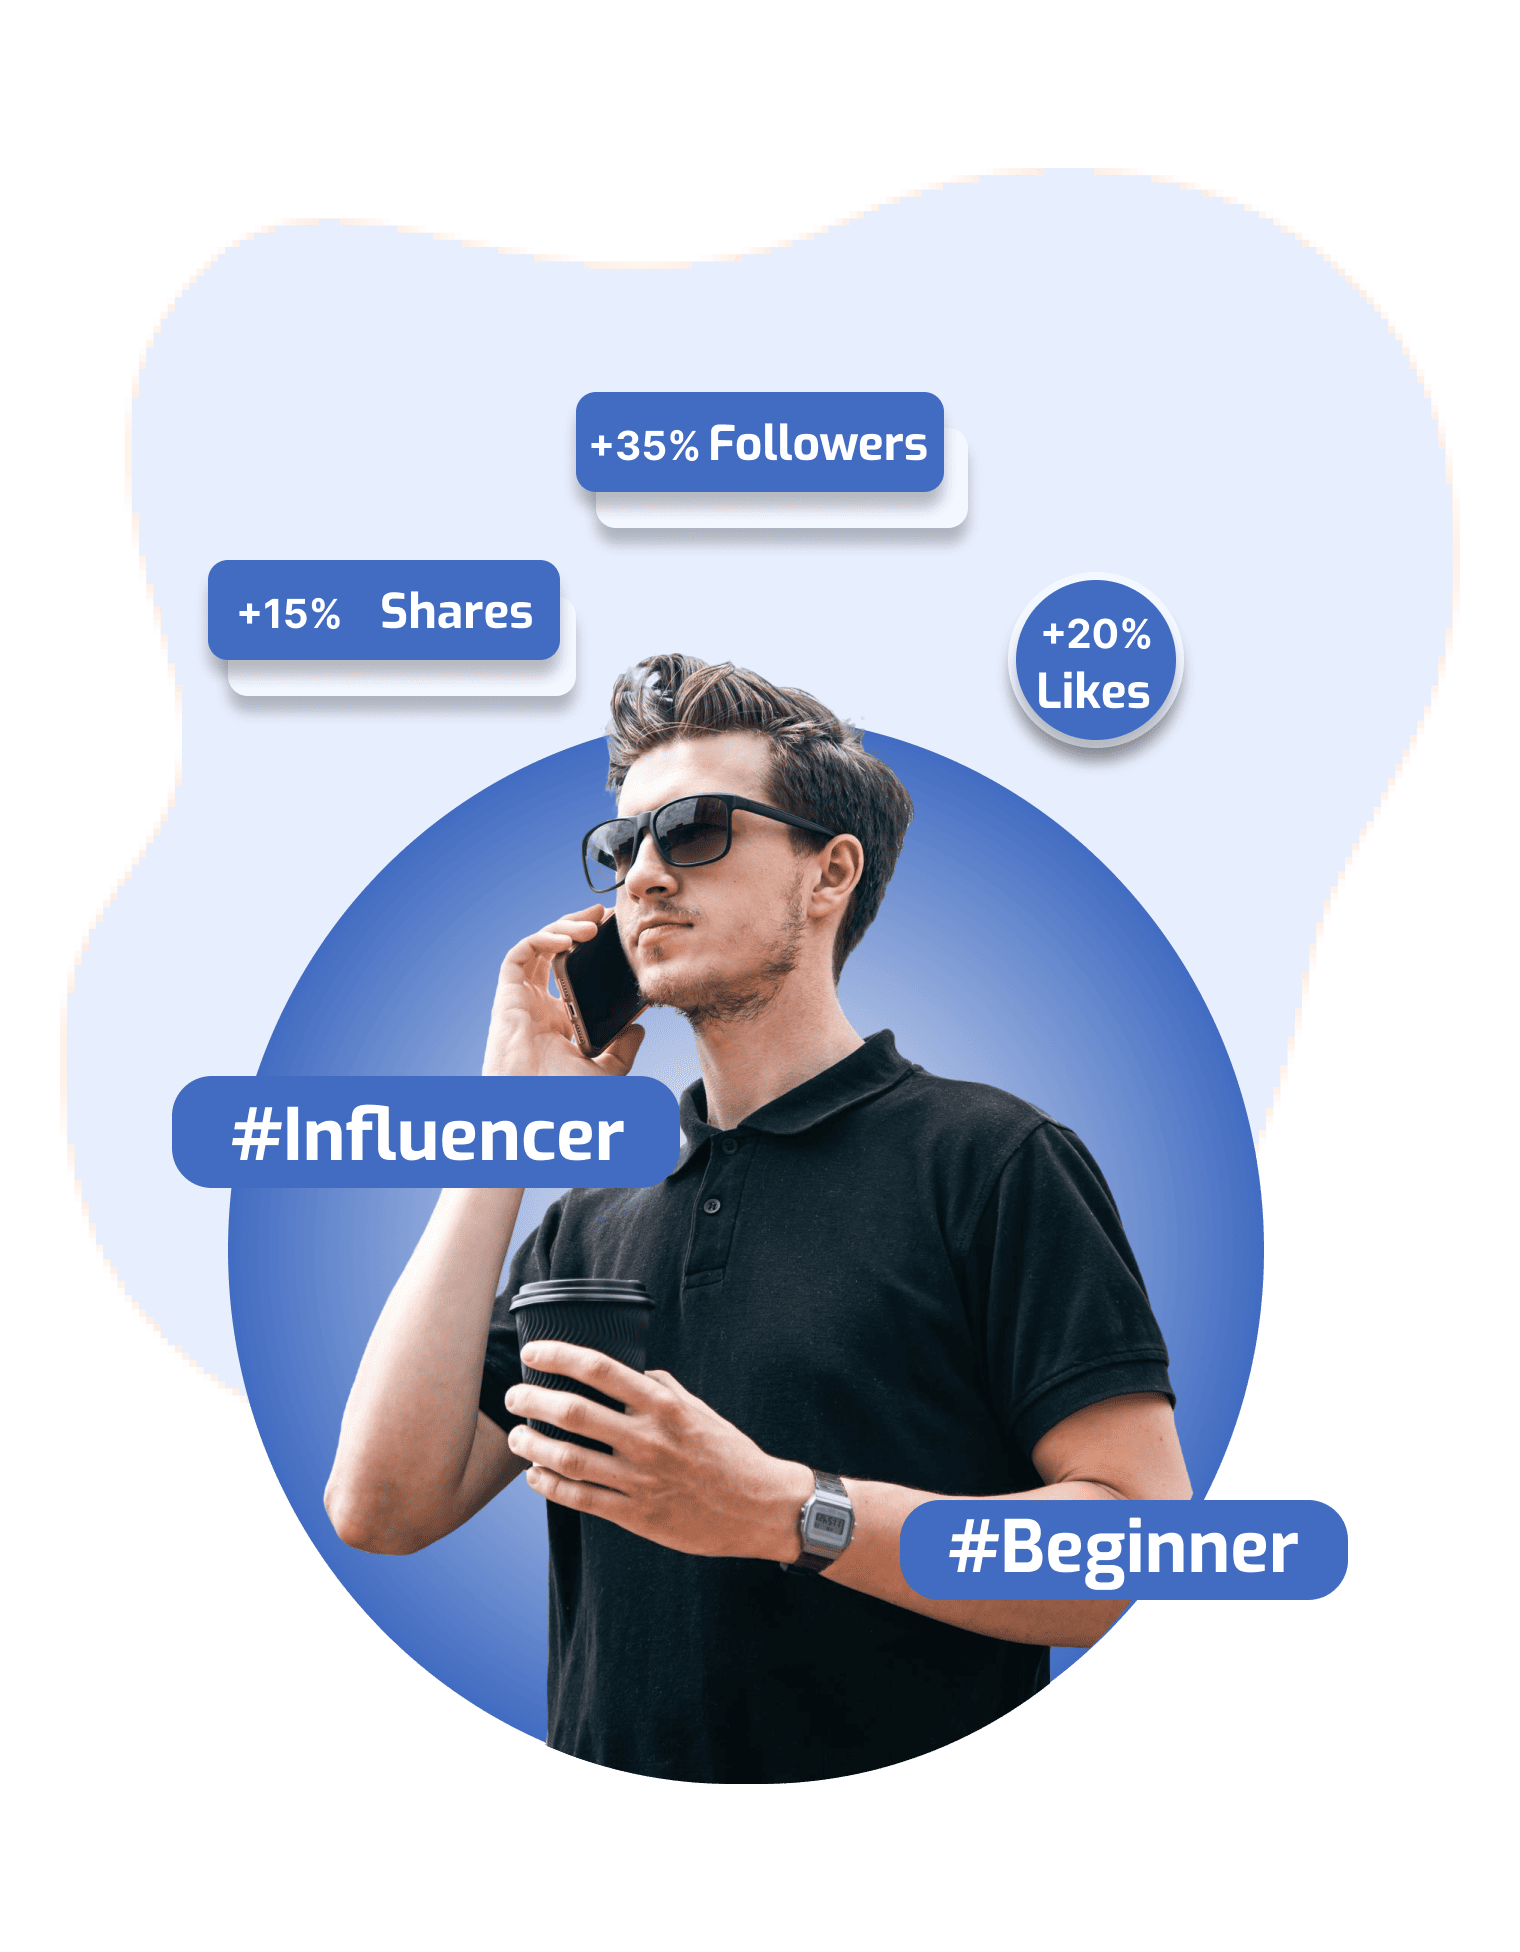 +35% Followers
+15% Shares
+20%
Likes
#Influencer
#Beginner